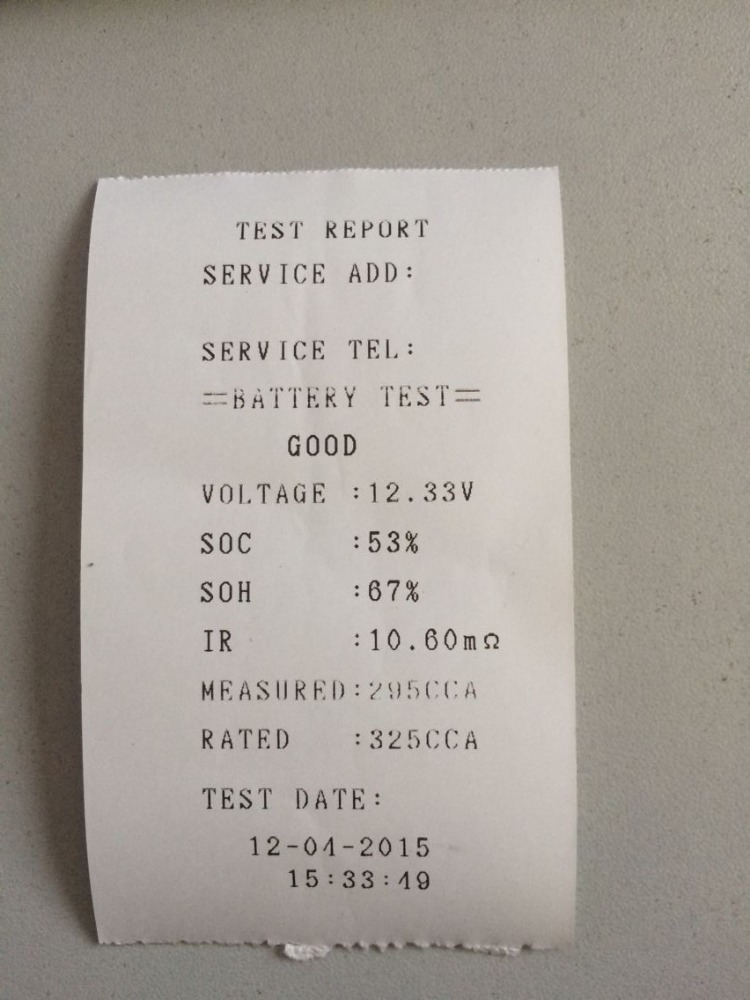 TEST REPORT
SERVICE ADD:
SERVICE TEL:
=BATTERY TEST=
GOOD
VOLTAGE :12.33V
SOC :53%
SOH :67%
IR :10.60mΩ
MEASURED:295CCA
RATED :325CCA
TEST DATE:
12-04-2015
15:33:49